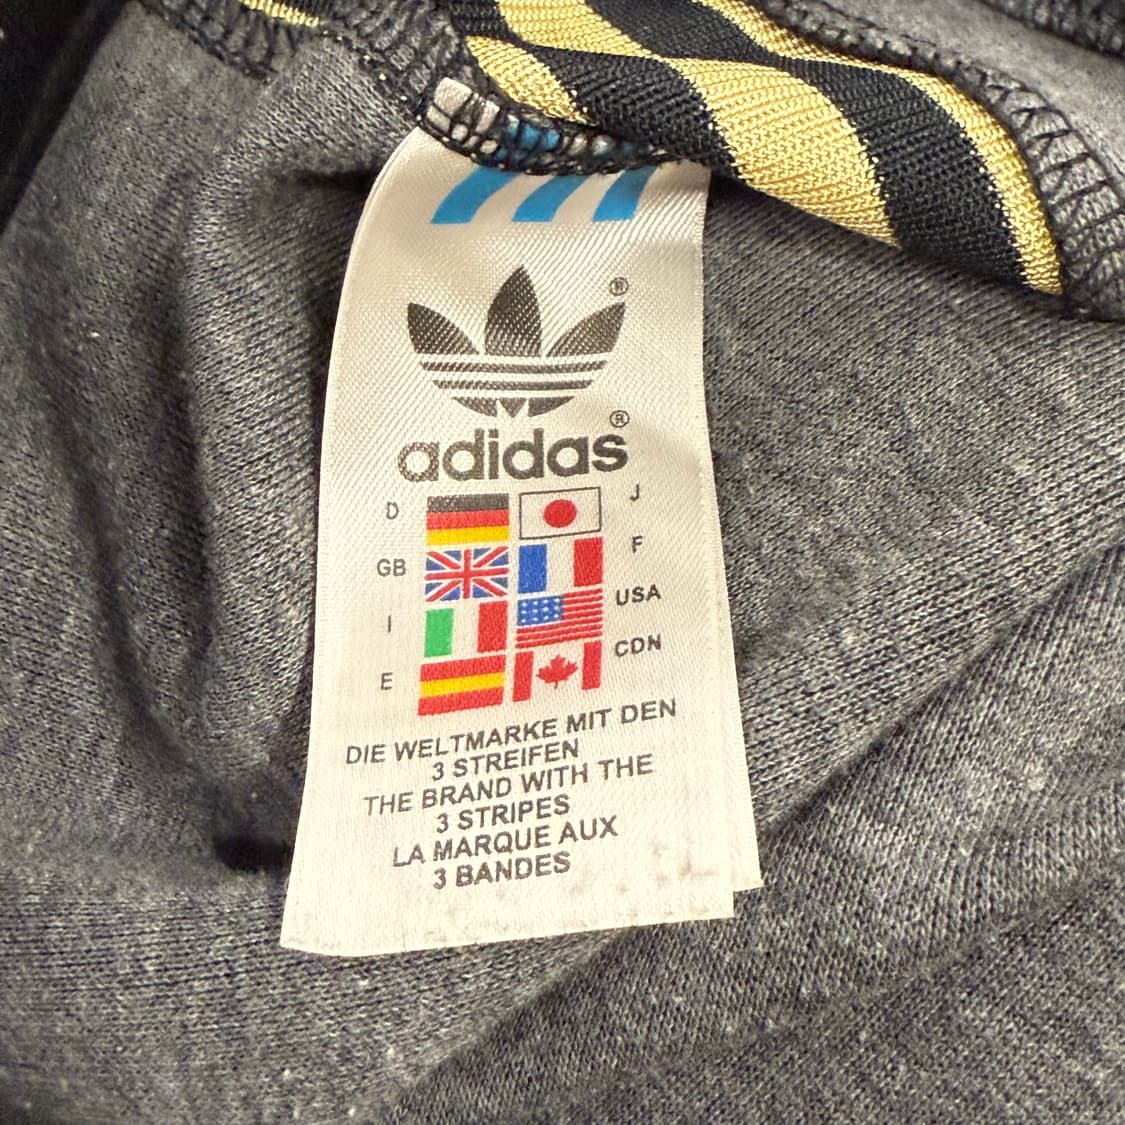 ®
®
adidas
D J
GB F
I USA
E CDN
DIE WELTMARKE MIT DEN
3 STREIFEN
THE BRAND WITH THE
3 STRIPES
LA MARQUE AUX
3 BANDES